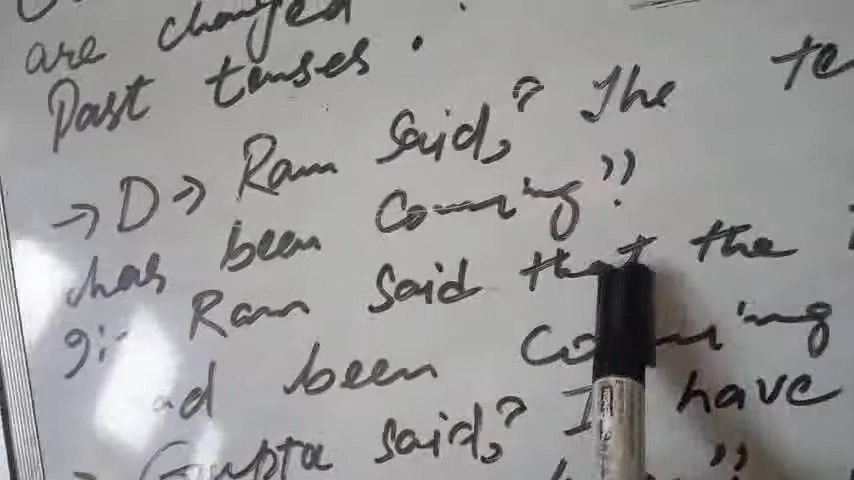 are changed
Past tenses.
→ D → Ram said, "The te
has been coming"
Ram said that the
been coming
Gupta said, " I have